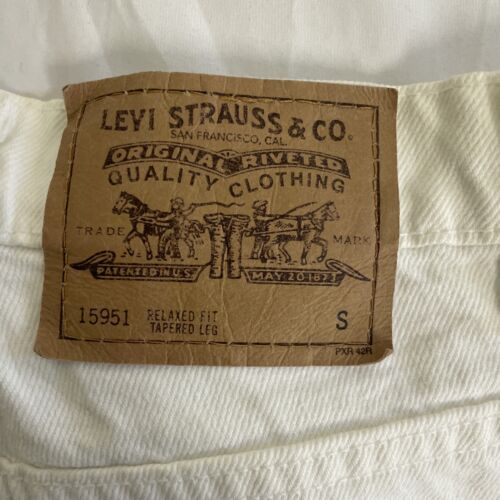 LEVI STRAUSS & CO.®
SAN FRANCISCO, CAL.
ORIGINAL RIVETED
QUALITY CLOTHING
TRADE MARK
PATENTED IN U.S. MAY 20 1873
15951 RELAXED FIT S
TAPERED LEG
PXR 42R